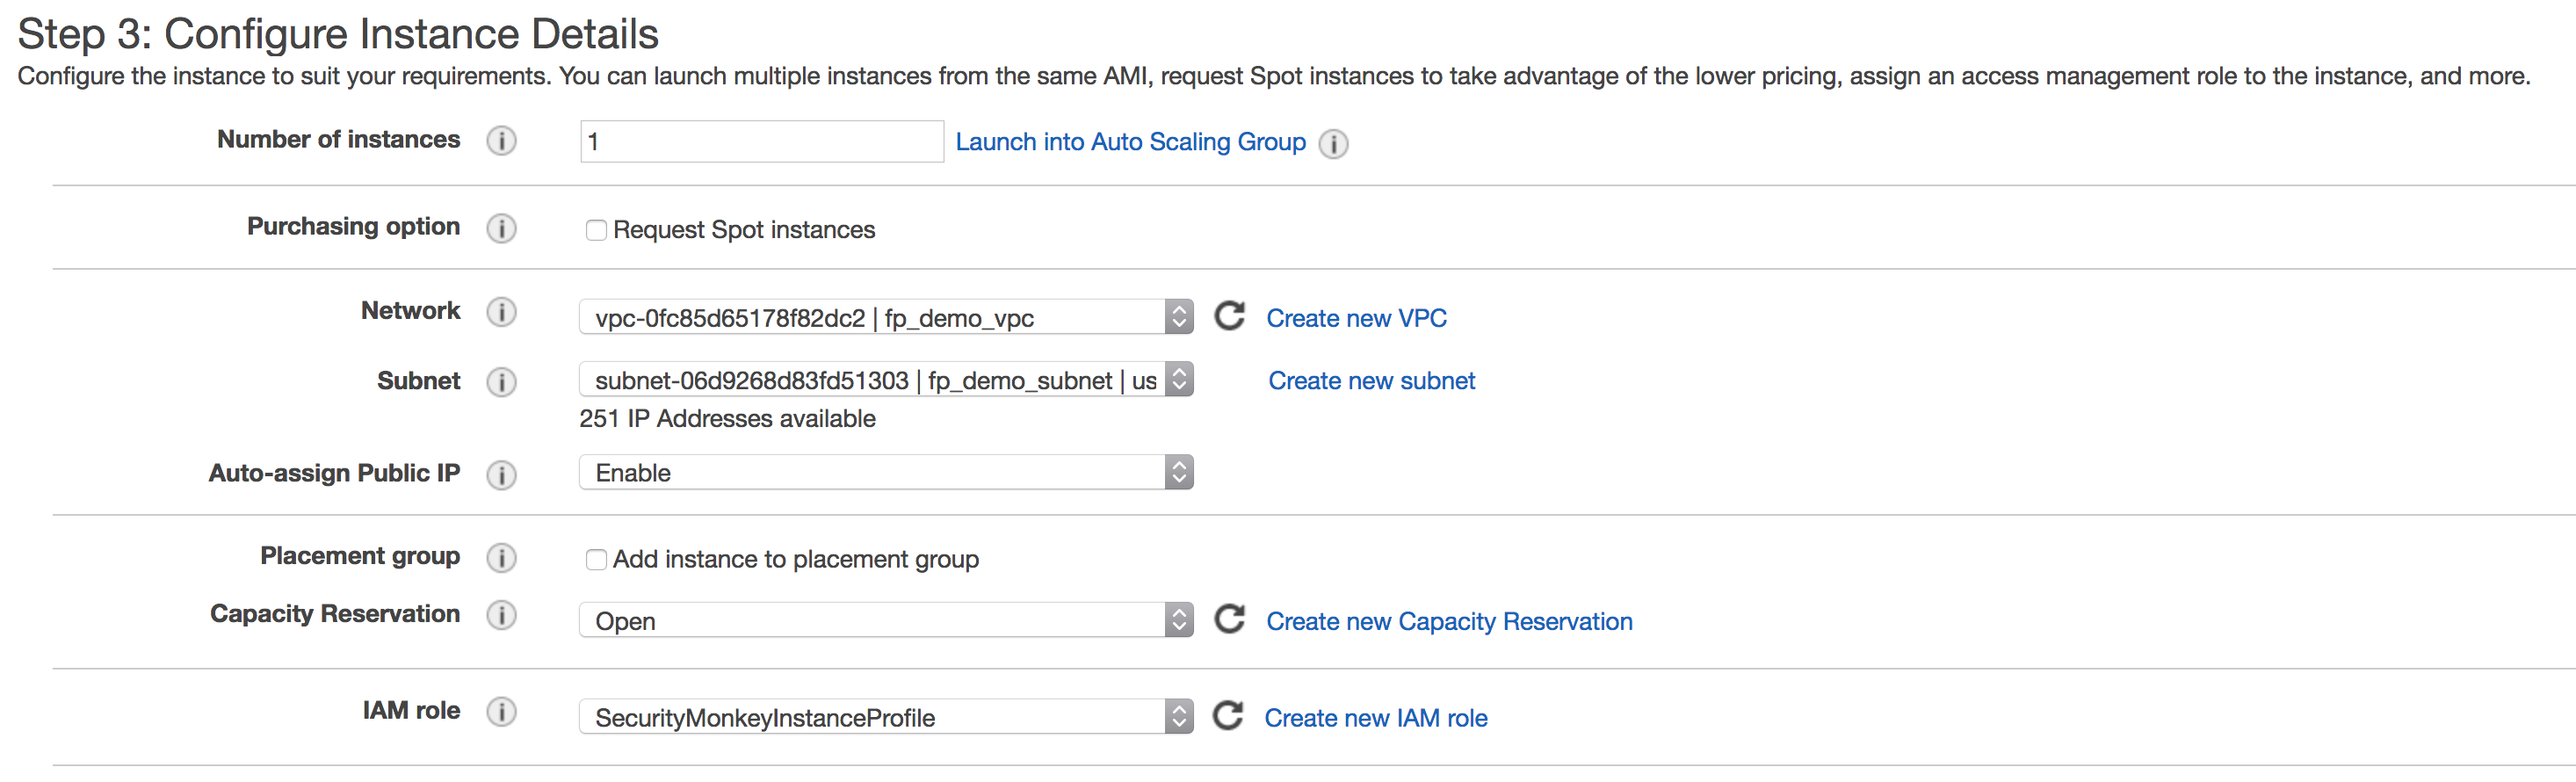 Step 3: Configure Instance Details
Configure the instance to suit your requirements. You can launch multiple instances from the same AMI, request Spot instances to take advantage of the lower pricing, assign an access management role to the instance, and more.
Number of instances i 1 Launch into Auto Scaling Group i
Purchasing option i Request Spot instances
Network i vpc-0fc85d65178f82dc2 | fp_demo_vpc Create new VPC
Subnet i subnet-06d9268d83fd51303 | fp_demo_subnet | us Create new subnet
251 IP Addresses available
Auto-assign Public IP i Enable
Placement group i Add instance to placement group
Capacity Reservation i Open Create new Capacity Reservation
IAM role i SecurityMonkeyInstanceProfile Create new IAM role